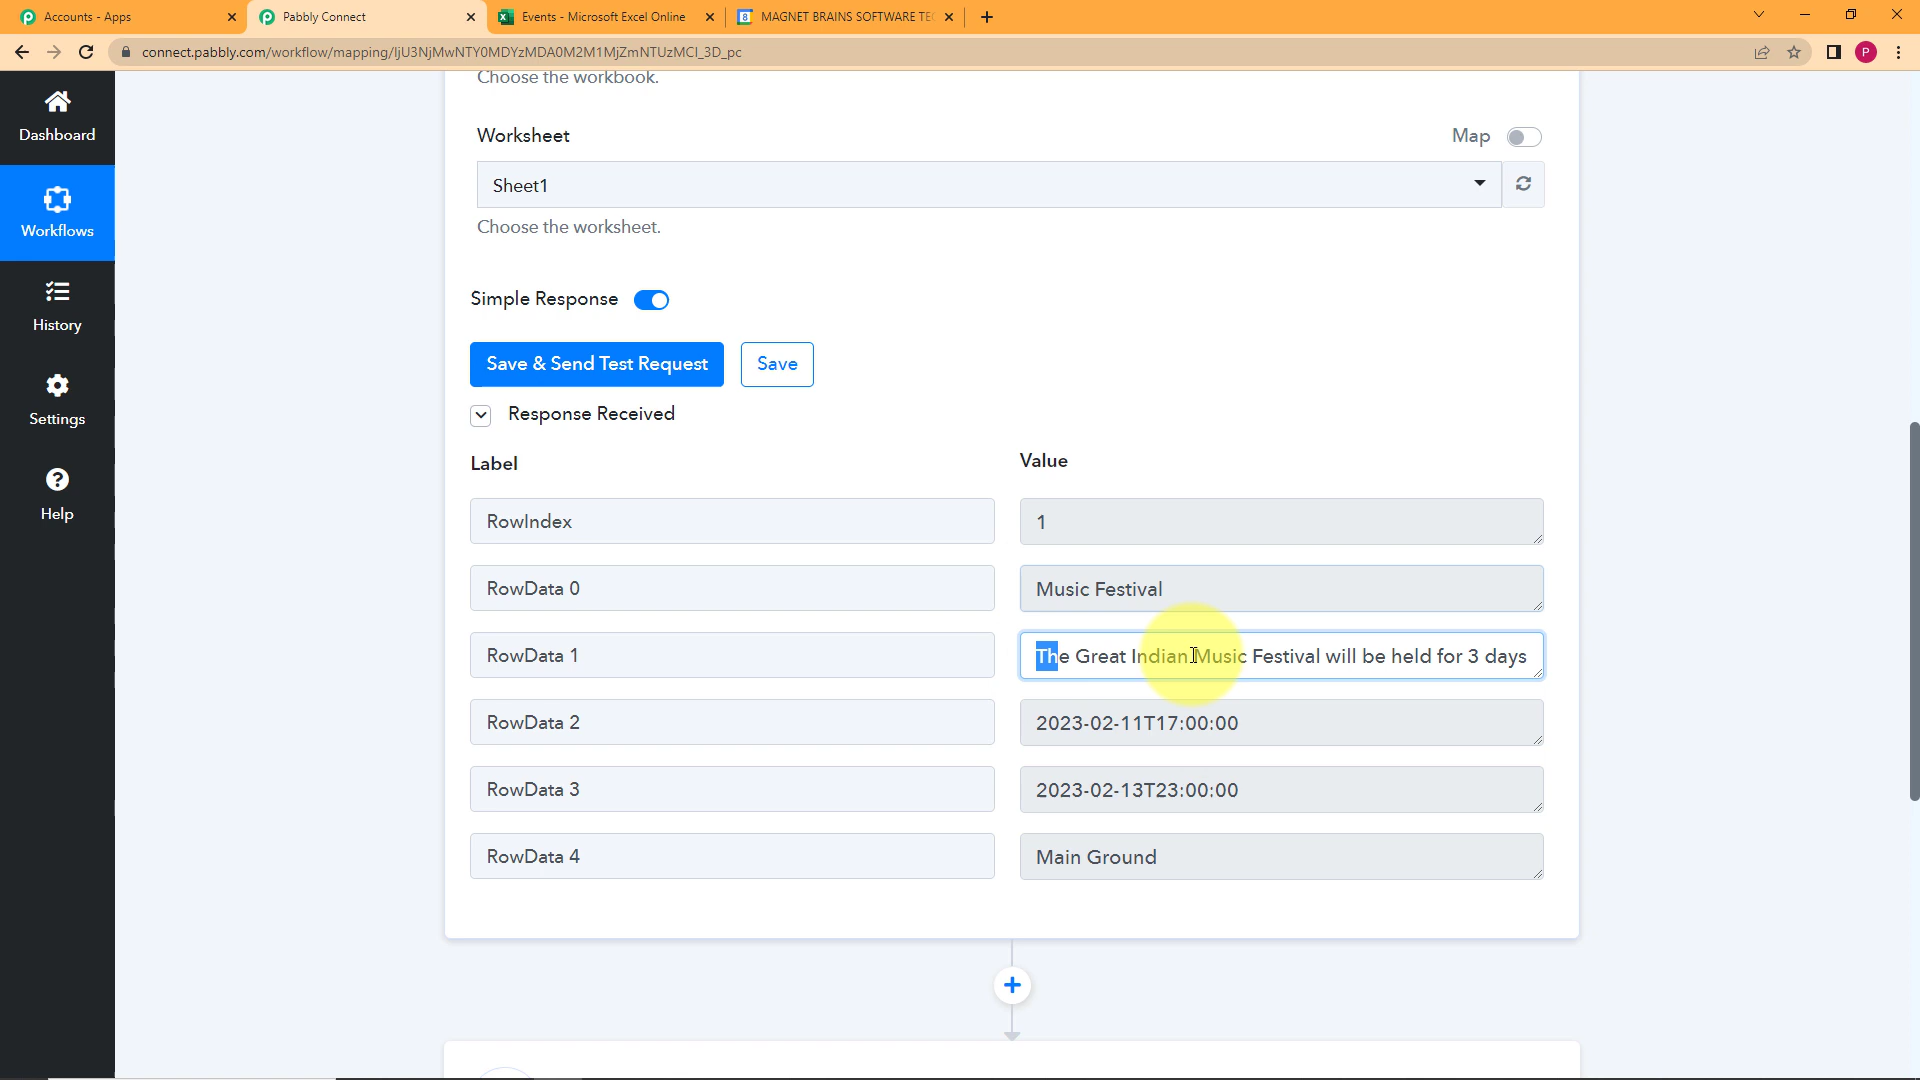 Accounts - Apps
Pabbly Connect
Events - Microsoft Excel Online
MAGNET BRAINS SOFTWARE TE
connect.pabbly.com/workflow/mapping/IjU3NjMwNTY0MDYzMDA0M2M1MjZmNTUzMCI_3D_pc
P
Choose the workbook.
Dashboard
Workflows
History
Settings
Help
Worksheet
Map
Sheet1
Choose the worksheet.
Simple Response
Save & Send Test Request
Save
Response Received
Label
Value
RowIndex
1
RowData 0
Music Festival
RowData 1
The Great Indian Music Festival will be held for 3 days
RowData 2
2023-02-11T17:00:00
RowData 3
2023-02-13T23:00:00
RowData 4
Main Ground